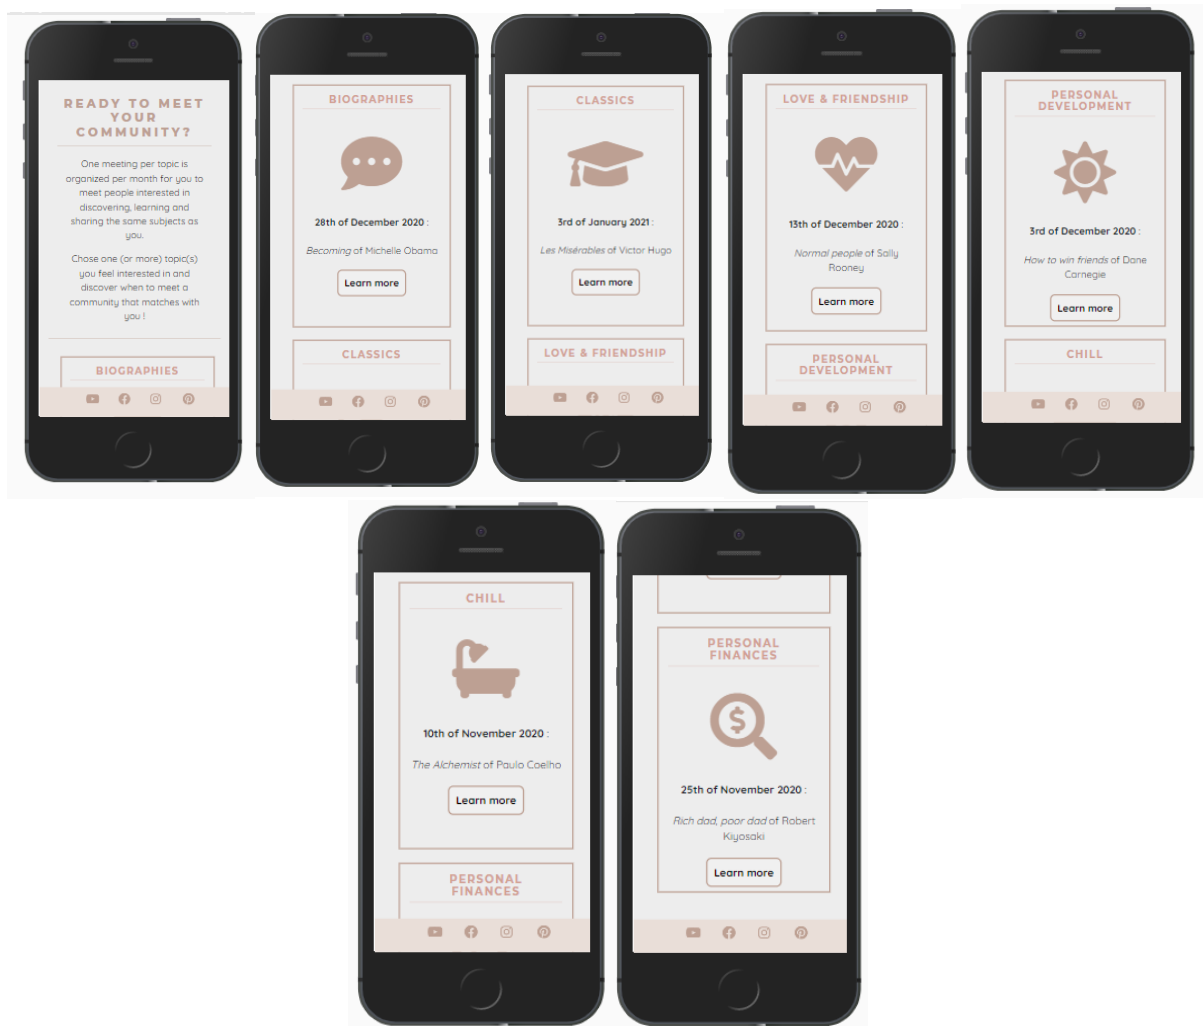 READY TO MEET
YOUR
COMMUNITY?
One meeting per topic is
organized per month for you to
meet people interested in
discovering, learning and
sharing the same subjects as
you.
Chose one (or more) topic(s)
you feel interested in and
discover when to meet a
community that matches with
you !
BIOGRAPHIES
BIOGRAPHIES
28th of December 2020 :
Becoming of Michelle Obama
Learn more
CLASSICS
CLASSICS
3rd of January 2021 :
Les Misérables of Victor Hugo
Learn more
LOVE & FRIENDSHIP
LOVE & FRIENDSHIP
13th of December 2020 :
Normal people of Sally
Rooney
Learn more
PERSONAL
DEVELOPMENT
PERSONAL
DEVELOPMENT
3rd of December 2020 :
How to win friends of Dane
Carnegie
Learn more
CHILL
CHILL
10th of November 2020 :
The Alchemist of Paulo Coelho
Learn more
PERSONAL
FINANCES
PERSONAL
FINANCES
$
25th of November 2020 :
Rich dad, poor dad of Robert
Kiyosaki
Learn more